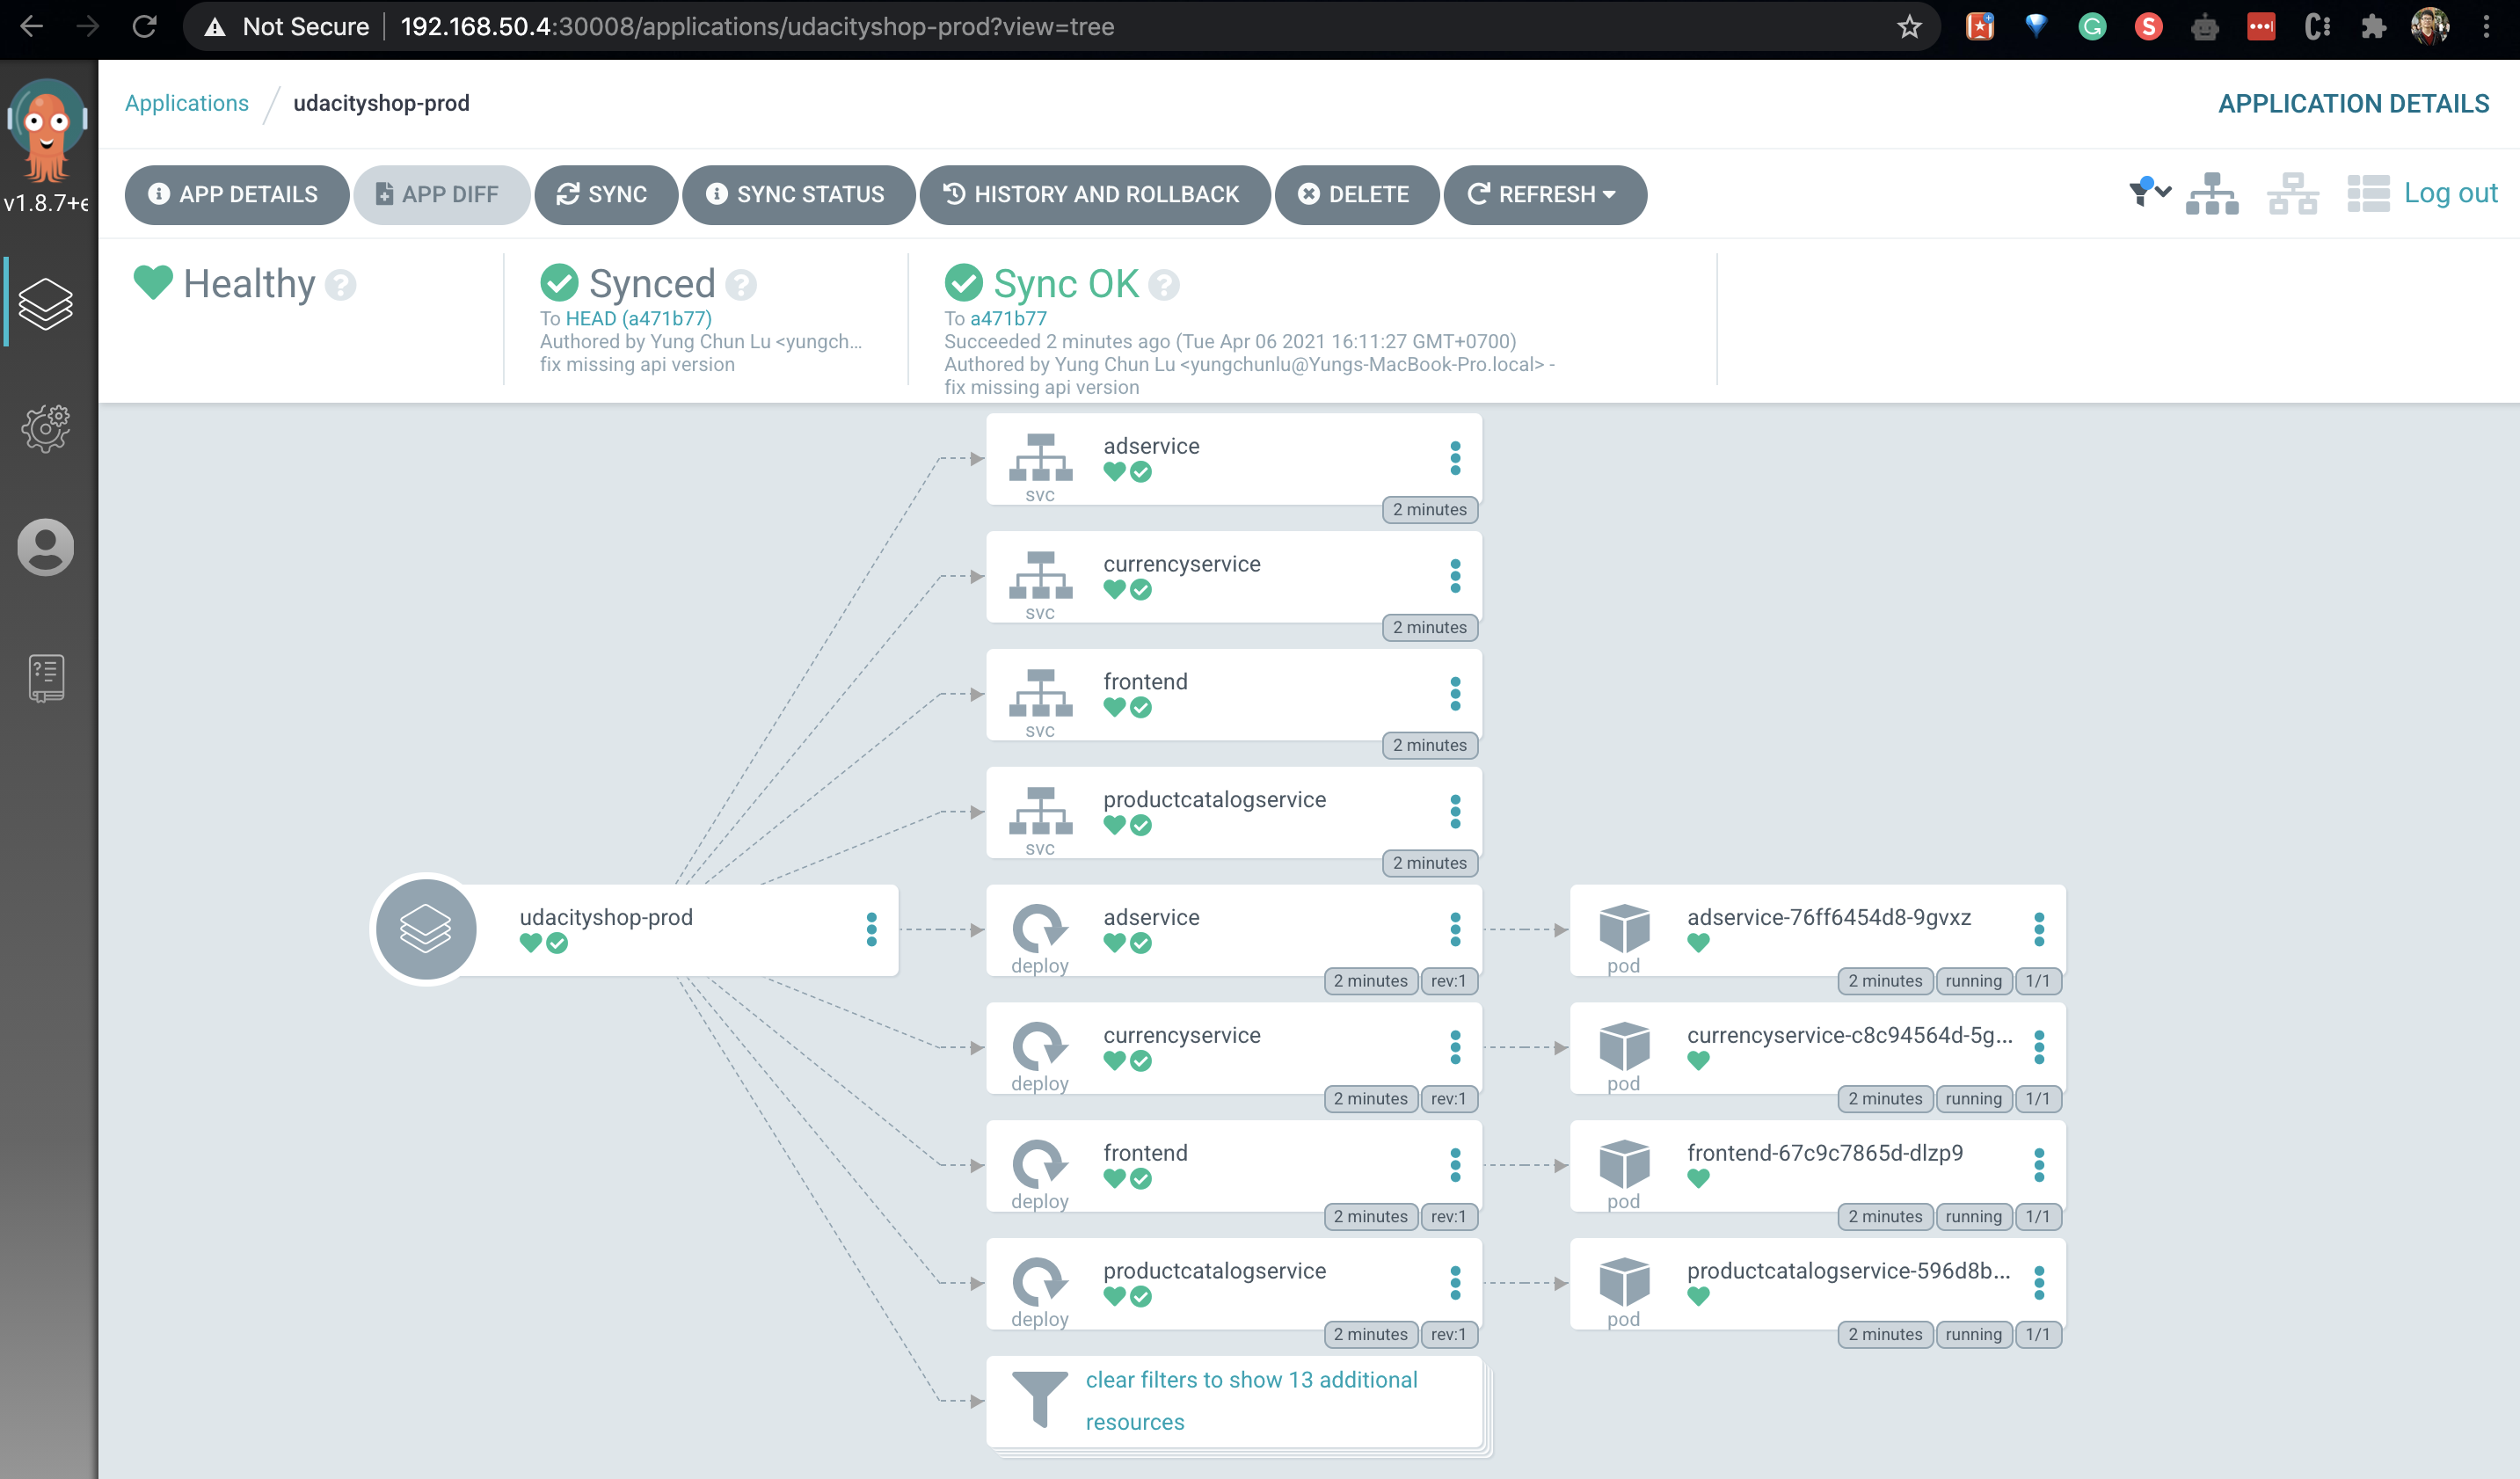 Not Secure 192.168.50.4:30008/applications/udacityshop-prod?view=tree
v1.8.7+e
Applications / udacityshop-prod
APPLICATION DETAILS
APP DETAILS APP DIFF SYNC SYNC STATUS HISTORY AND ROLLBACK DELETE REFRESH
Log out
Healthy
Synced
To HEAD (a471b77)
Authored by Yung Chun Lu <yungch...
fix missing api version
Sync OK
To a471b77
Succeeded 2 minutes ago (Tue Apr 06 2021 16:11:27 GMT+0700)
Authored by Yung Chun Lu <yungchunlu@Yungs-MacBook-Pro.local> -
fix missing api version
adservice
svc
2 minutes
currencyservice
svc
2 minutes
frontend
svc
2 minutes
productcatalogservice
svc
2 minutes
udacityshop-prod
adservice
deploy
2 minutes rev:1
adservice-76ff6454d8-9gvxz
pod
2 minutes running 1/1
currencyservice
deploy
2 minutes rev:1
currencyservice-c8c94564d-5g...
pod
2 minutes running 1/1
frontend
deploy
2 minutes rev:1
frontend-67c9c7865d-dlzp9
pod
2 minutes running 1/1
productcatalogservice
deploy
2 minutes rev:1
productcatalogservice-596d8b...
pod
2 minutes running 1/1
clear filters to show 13 additional
resources